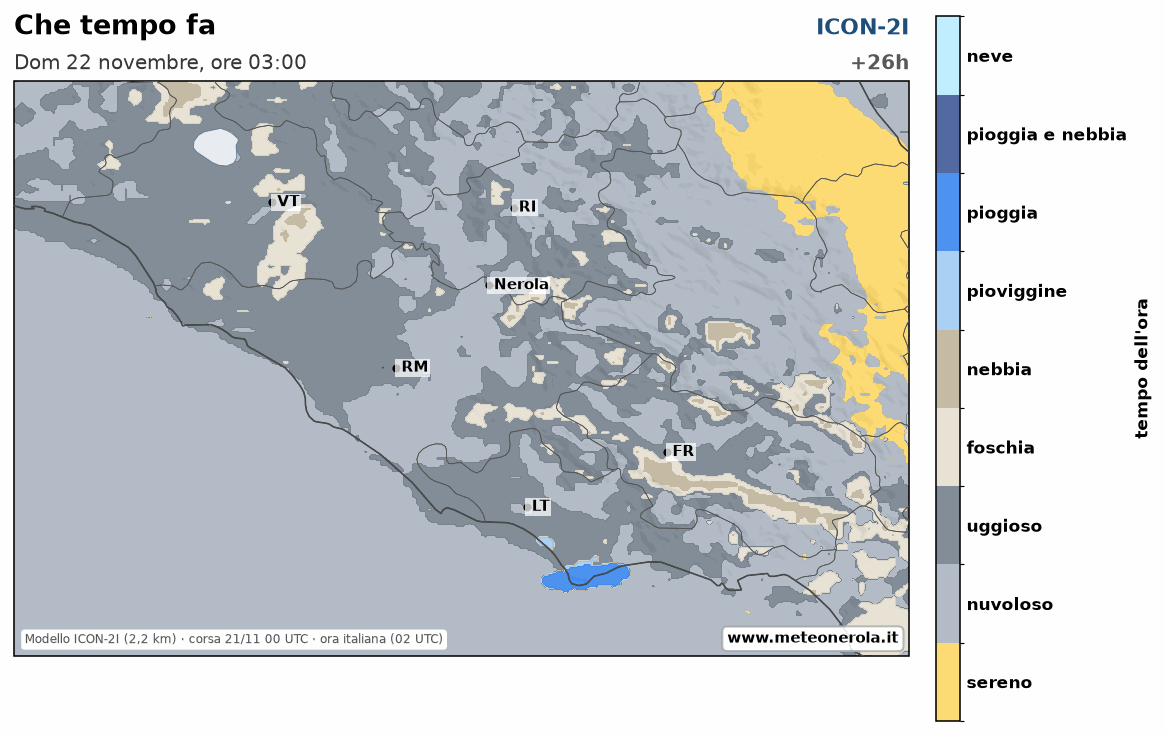 Che tempo fa
ICON-2I
Dom 22 novembre, ore 03:00
+26h
VT
RI
Nerola
RM
FR
LT
Modello ICON-2I (2,2 km) · corsa 21/11 00 UTC · ora italiana (02 UTC)
www.meteonerola.it
neve
pioggia e nebbia
pioggia
pioviggine
nebbia
foschia
uggioso
nuvoloso
sereno
tempo dell'ora